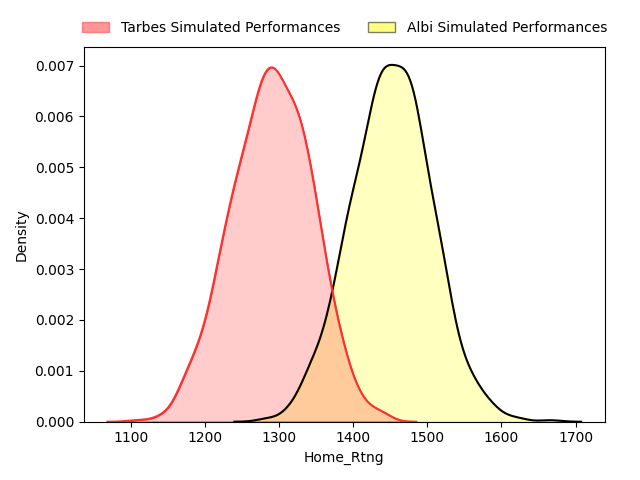 Tarbes Simulated Performances
Albi Simulated Performances
Density
0.007
0.006
0.005
0.004
0.003
0.002
0.001
0.000
1100 1200 1300 1400 1500 1600 1700
Home_Rtng